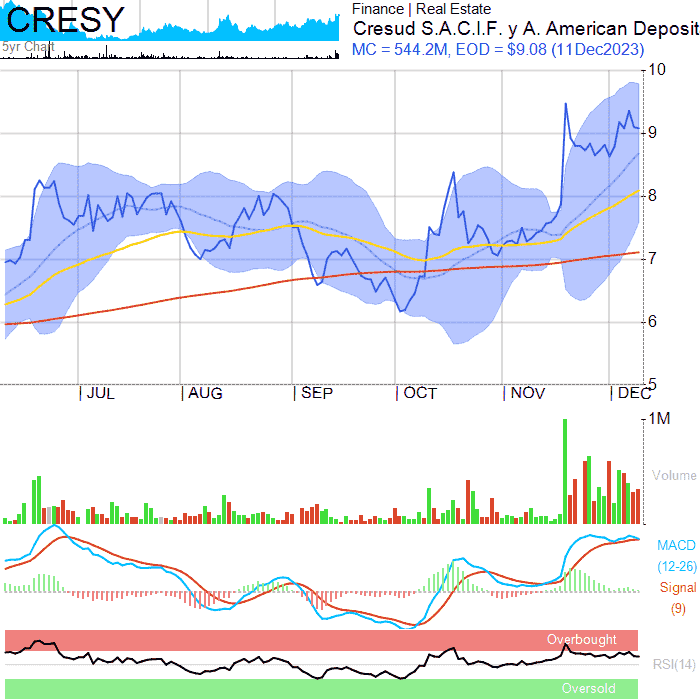 CRESY
5yr Chart
Finance | Real Estate
Cresud S.A.C.I.F. y A. American Deposit
MC = 544.2M, EOD = $9.08 (11Dec2023)
10
9
8
7
6
5
JUL AUG SEP OCT NOV DEC
1M
Volume
MACD
(12-26)
Signal
(9)
Overbought
RSI(14)
Oversold